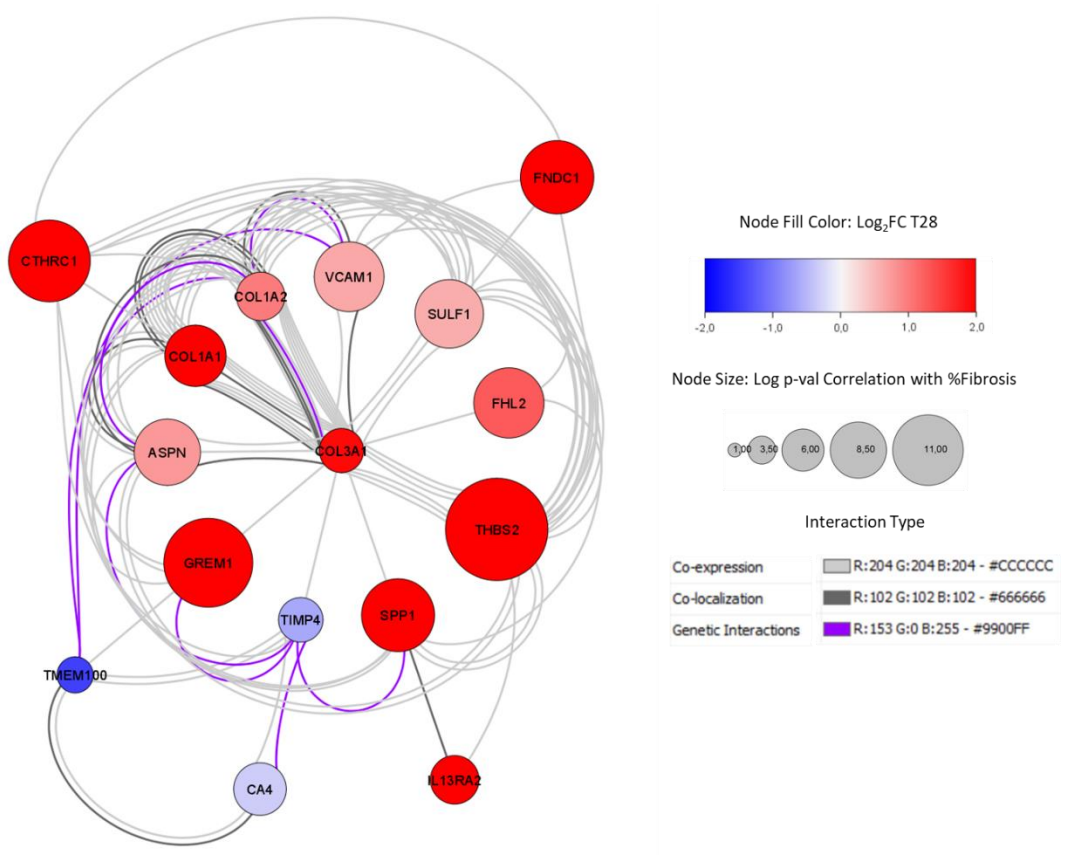 FNDC1
CTHRC1
VCAM1
COL1A2
SULF1
COL1A1
FHL2
ASPN
COL3A1
THBS2
GREM1
TIMP4
SPP1
TMEM100
CA4
IL13RA2
Node Fill Color: Log₂FC T28
-2,0 -1,0 0,0 1,0 2,0
Node Size: Log p-val Correlation with %Fibrosis
1,00 3,50 6,00 8,50 11,00
Interaction Type
Co-expression R:204 G:204 B:204 - #CCCCCC
Co-localization R:102 G:102 B:102 - #666666
Genetic Interactions R:153 G:0 B:255 - #9900FF